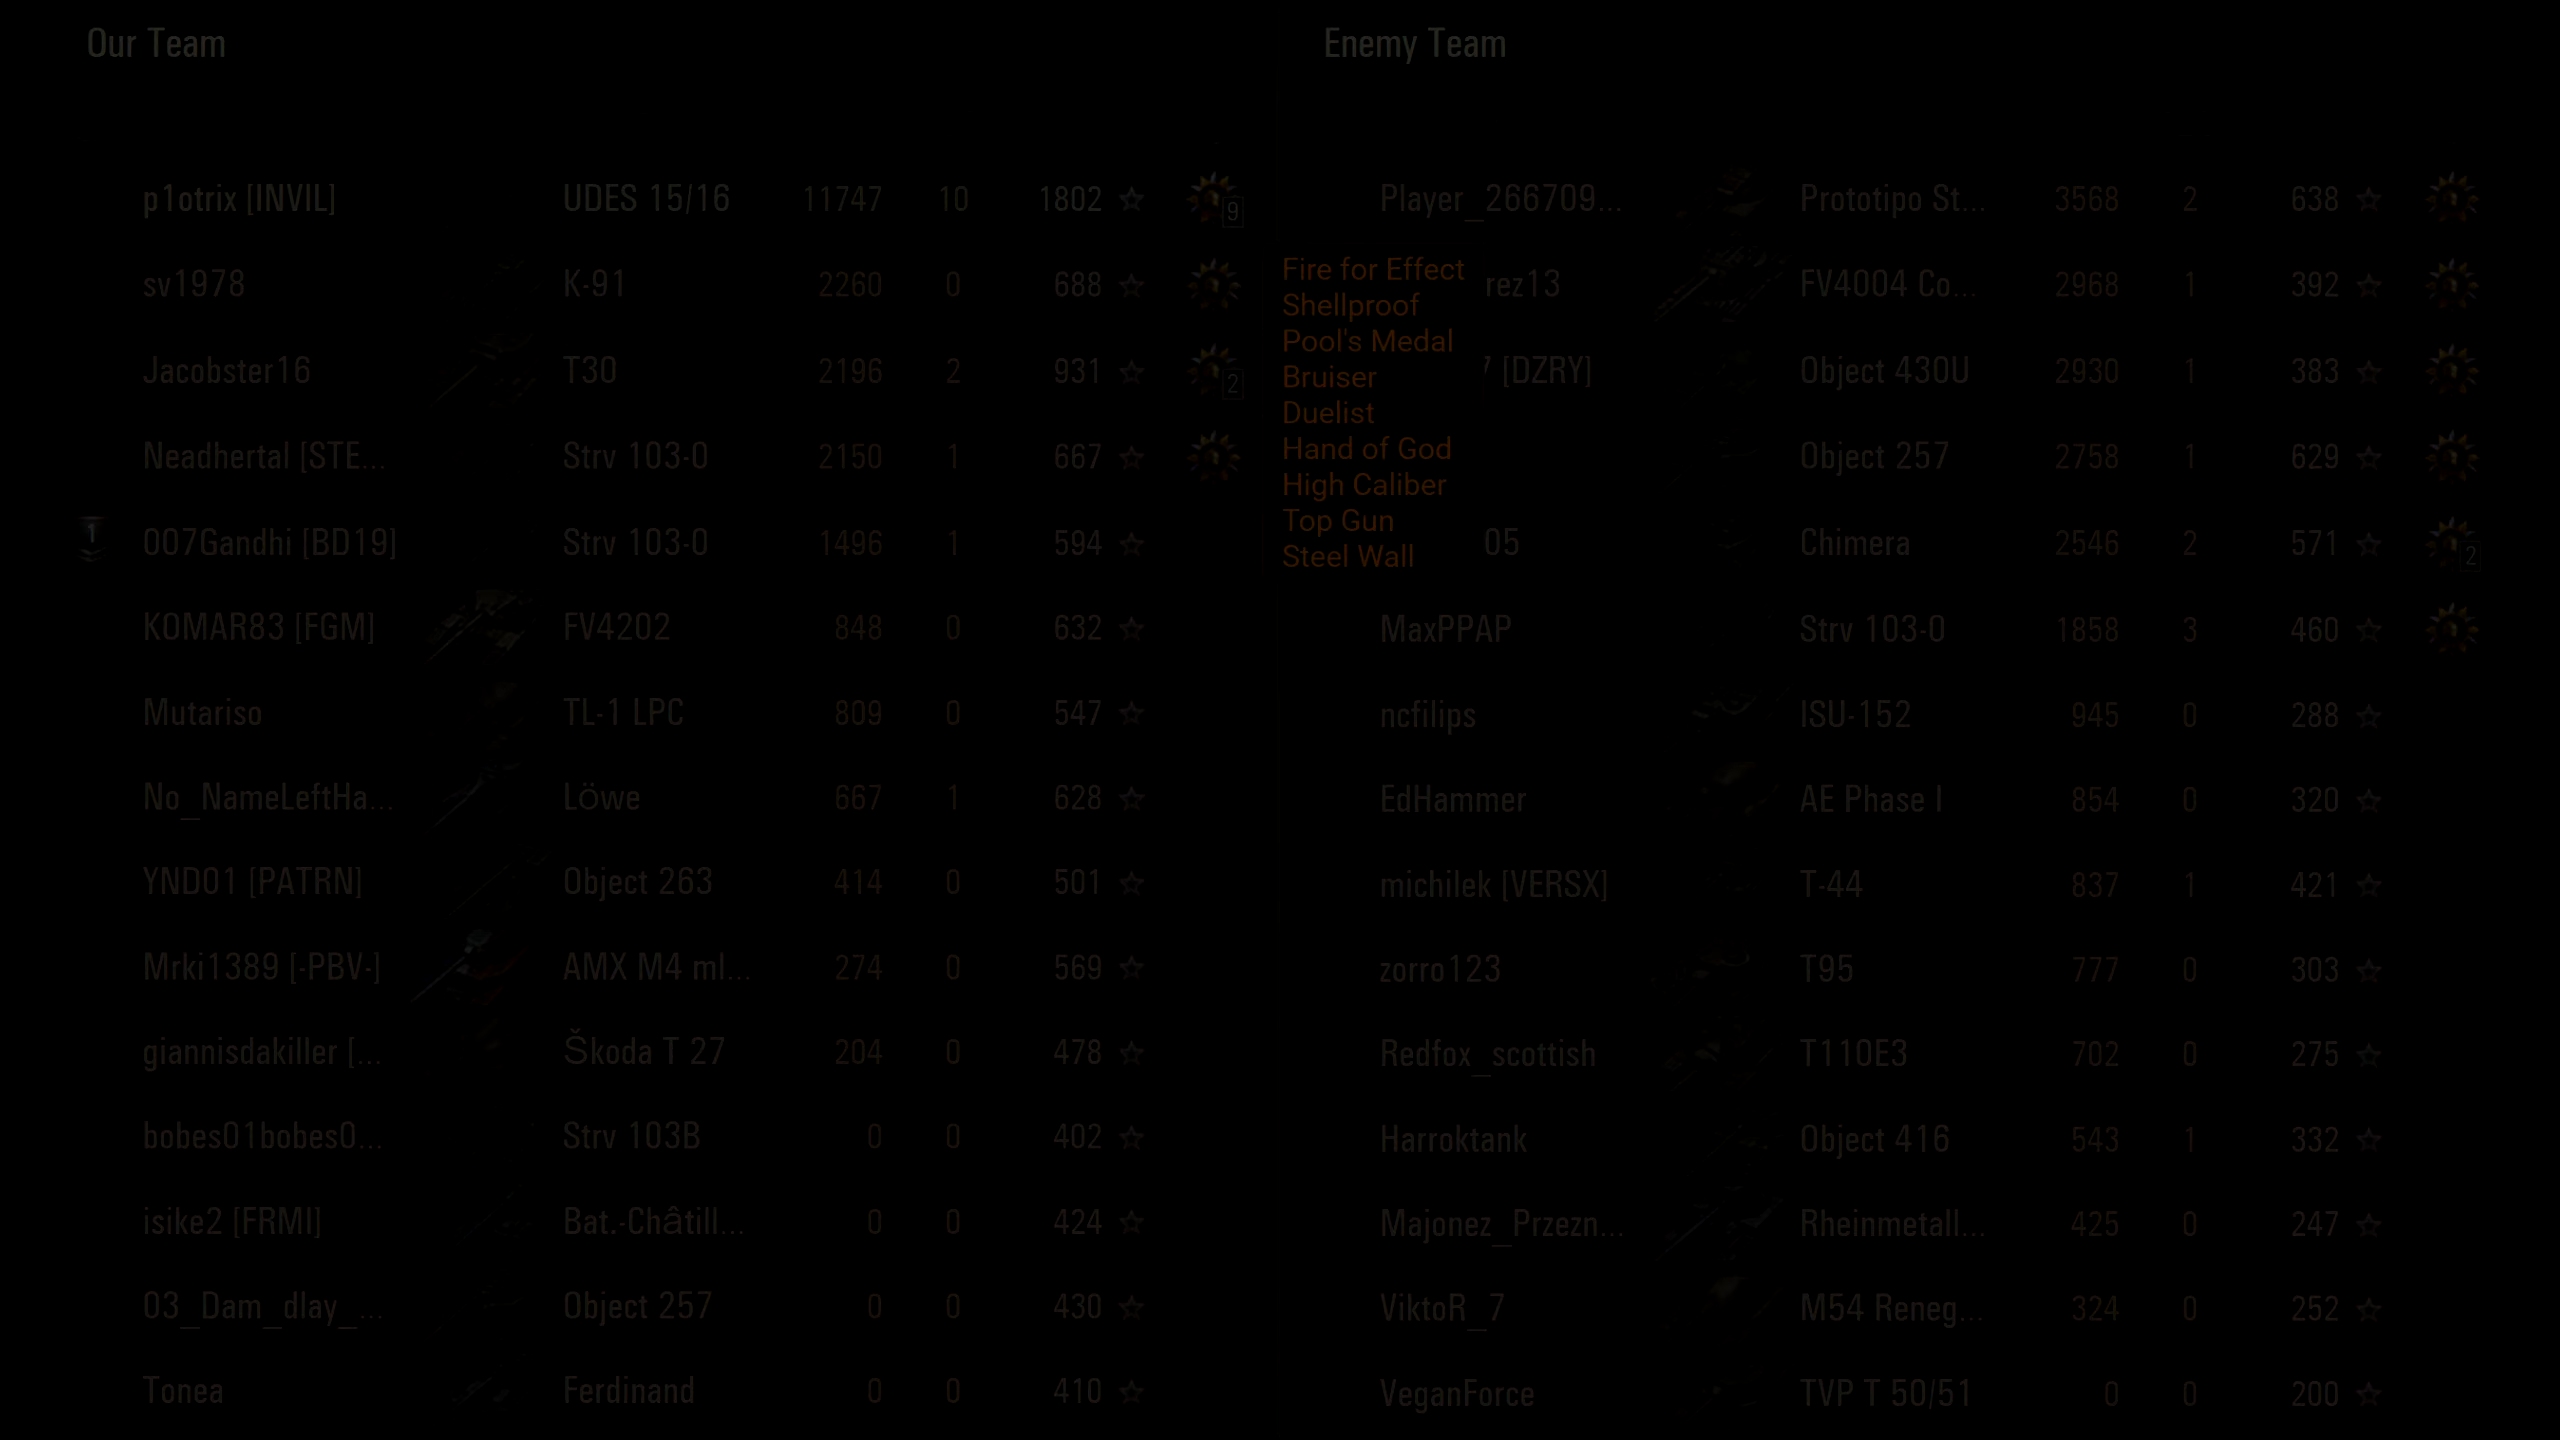 Our Team
Enemy Team
p1otrix [INVIL] UDES 15/16 11747 10 1802 9
sv1978 K-91 2260 0 688
Jacobster16 T30 2196 2 931 2
Neadhertal [STE... Strv 103-0 2150 1 667
1 007Gandhi [BD19] Strv 103-0 1496 1 594
KOMAR83 [FGM] FV4202 848 0 632
Mutariso TL-1 LPC 809 0 547
No_NameLeftHa... Löwe 667 1 628
YND01 [PATRN] Object 263 414 0 501
Mrki1389 [-PBV-] AMX M4 ml... 274 0 569
giannisdakiller [... Škoda T 27 204 0 478
bobes01bobes0... Strv 103B 0 0 402
isike2 [FRMI] Bat.-Châtill... 0 0 424
03_Dam_dlay_... Object 257 0 0 430
Tonea Ferdinand 0 0 410
Fire for Effect
Shellproof
Pool's Medal
Bruiser
Duelist
Hand of God
High Caliber
Top Gun
Steel Wall
Player_266709... Prototipo St... 3568 2 638
rez13 FV4004 Co... 2968 1 392
[DZRY] Object 430U 2930 1 383
Object 257 2758 1 629
05 Chimera 2546 2 571 2
MaxPPAP Strv 103-0 1858 3 460
ncfilips ISU-152 945 0 288
EdHammer AE Phase I 854 0 320
michilek [VERSX] T-44 837 1 421
zorro123 T95 777 0 303
Redfox_scottish T110E3 702 0 275
Harroktank Object 416 543 1 332
Majonez_Przezn... Rheinmetall... 425 0 247
ViktoR_7 M54 Reneg... 324 0 252
VeganForce TVP T 50/51 0 0 200